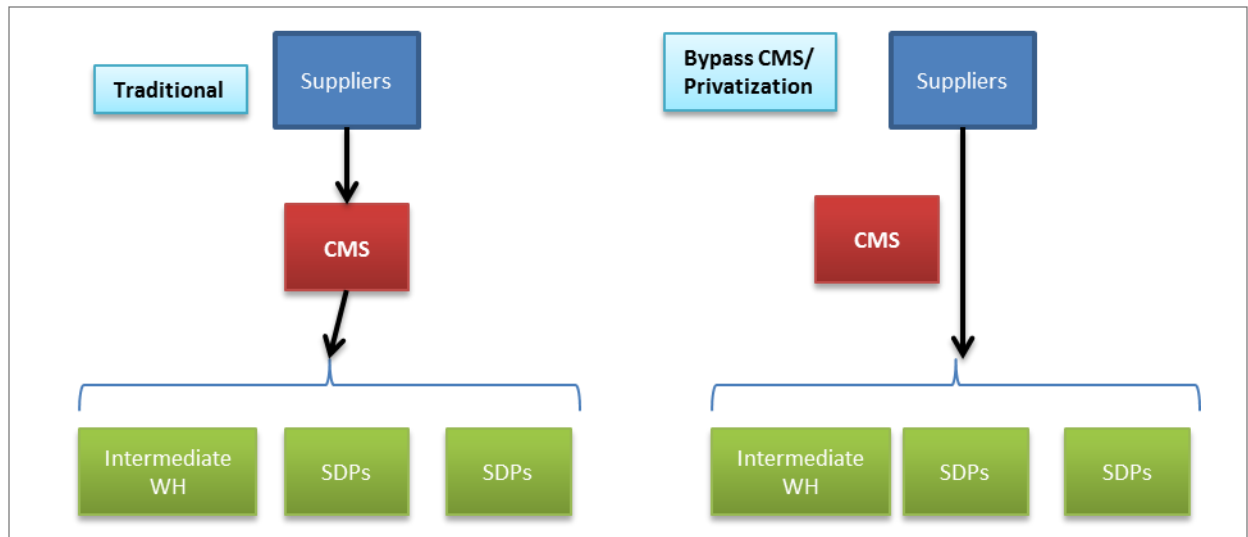 Traditional
Suppliers
CMS
Intermediate
WH
SDPs
SDPs
Bypass CMS/
Privatization
Suppliers
CMS
Intermediate
WH
SDPs
SDPs